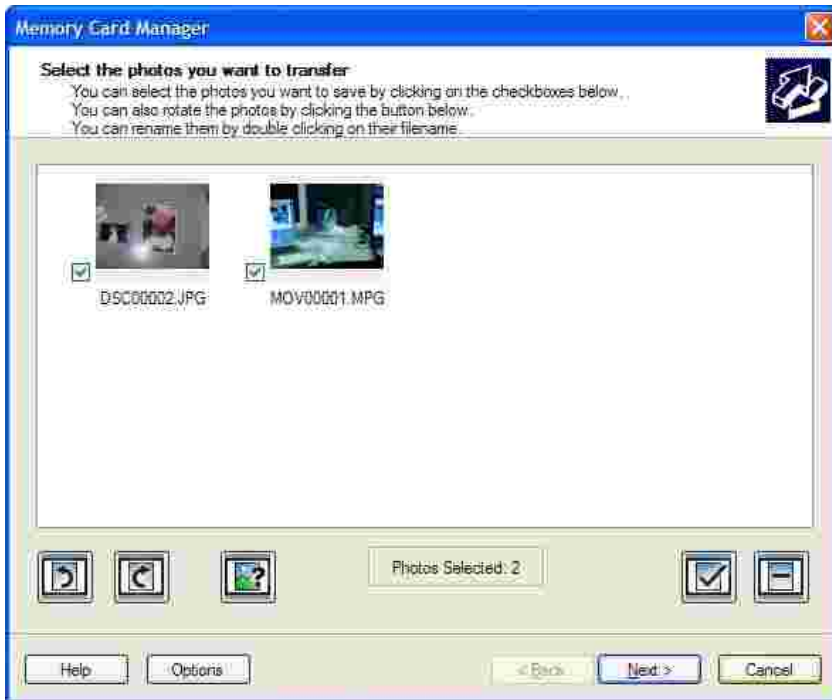 Memory Card Manager
Select the photos you want to transfer
You can select the photos you want to save by clicking on the checkboxes below.
You can also rotate the photos by clicking the button below.
You can rename them by double clicking on their filename.
DSC00002.JPG MOV00001.MPG
Photos Selected: 2
Help Options < Back Next > Cancel